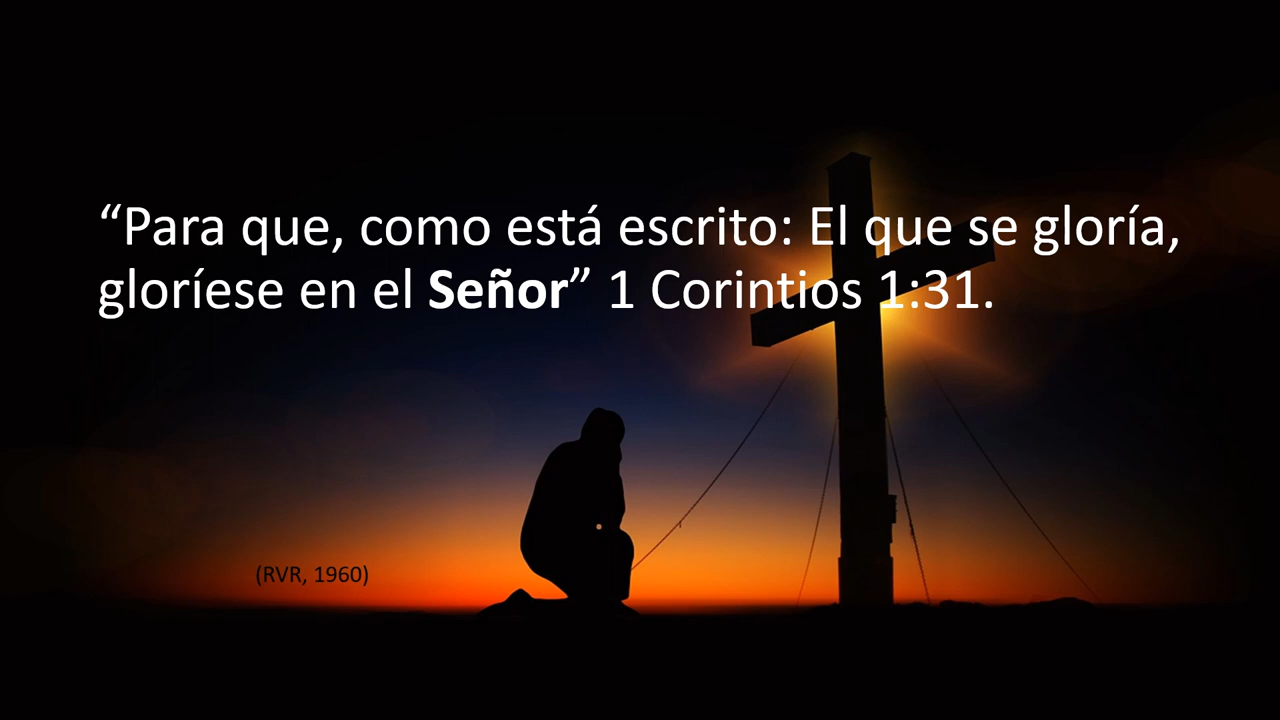 “Para que, como está escrito: El que se gloría,
gloríese en el Señor” 1 Corintios 1:31.
(RVR, 1960)